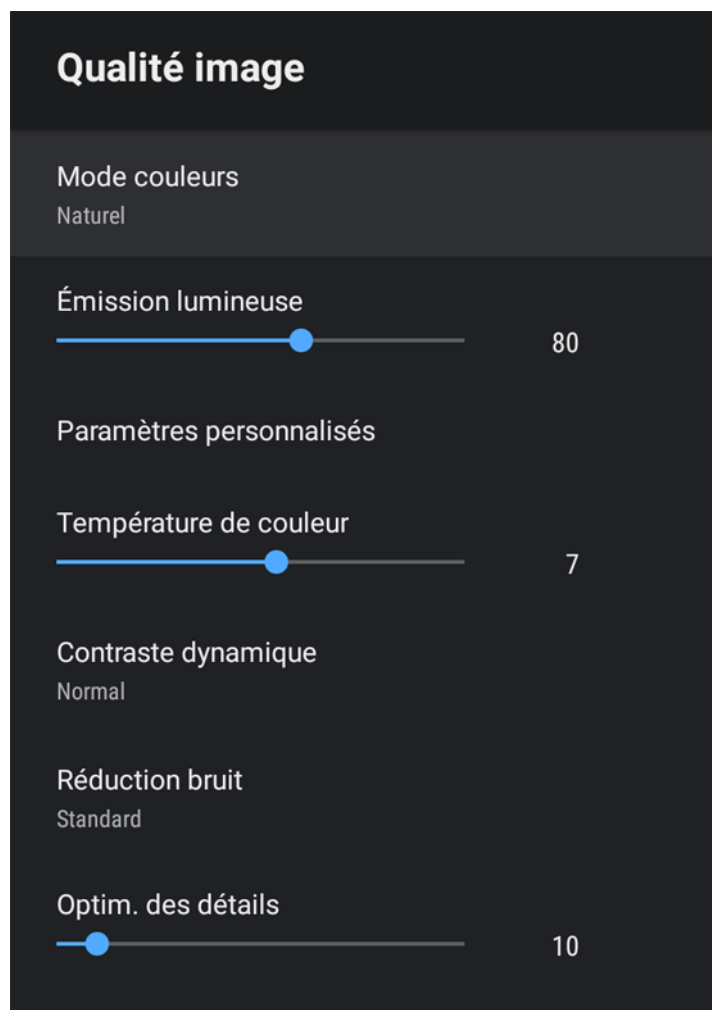 Qualité image
Mode couleurs
Naturel
Émission lumineuse
80
Paramètres personnalisés
Température de couleur
7
Contraste dynamique
Normal
Réduction bruit
Standard
Optim. des détails
10